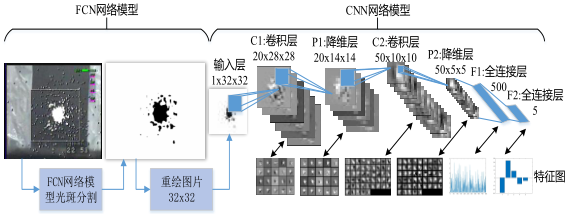 FCN网络模型
CNN网络模型
C1:卷积层
20x28x28
P1:降维层
20x14x14
C2:卷积层
50x10x10
P2:降维层
50x5x5
F1:全连接层
500
F2:全连接层
5
输入层
1x32x32
FCN网络模
型光斑分割
重绘图片
32x32
特征图